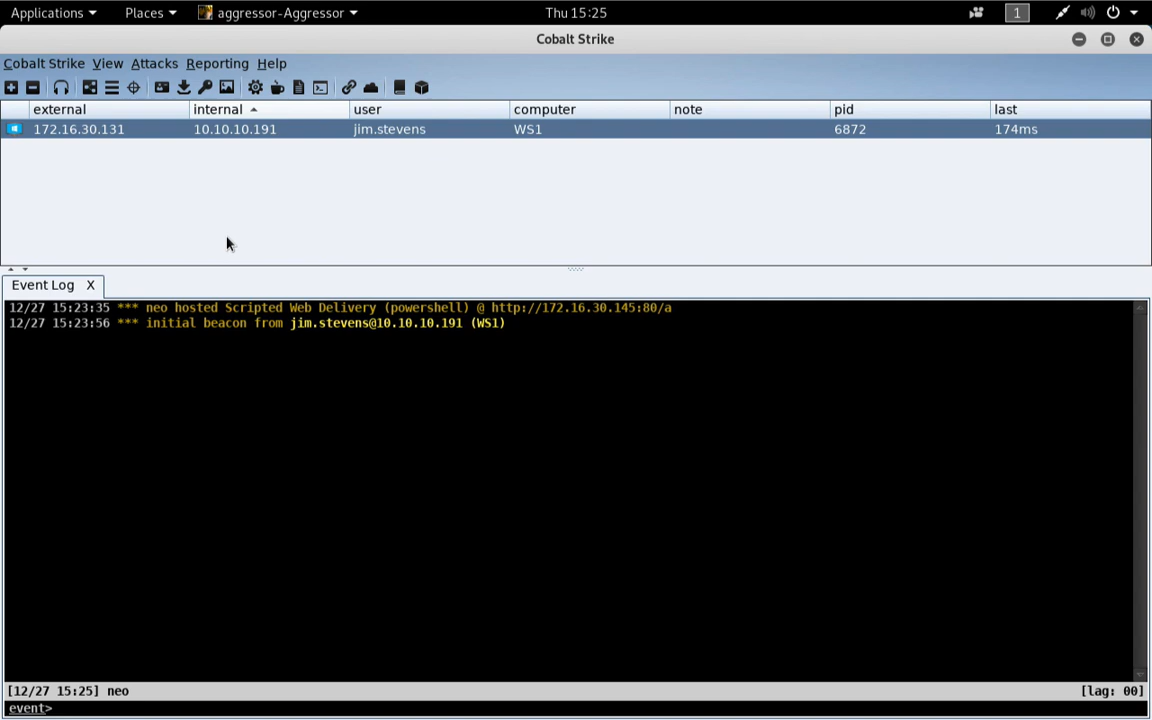 Applications Places aggressor-Aggressor Thu 15:25 1
Cobalt Strike
Cobalt Strike View Attacks Reporting Help
external internal user computer note pid last
172.16.30.131 10.10.10.191 jim.stevens WS1 6872 174ms
Event Log X
12/27 15:23:35 *** neo hosted Scripted Web Delivery (powershell) @ http://172.16.30.145:80/a
12/27 15:23:56 *** initial beacon from jim.stevens@10.10.10.191 (WS1)
[12/27 15:25] neo [lag: 00]
event>